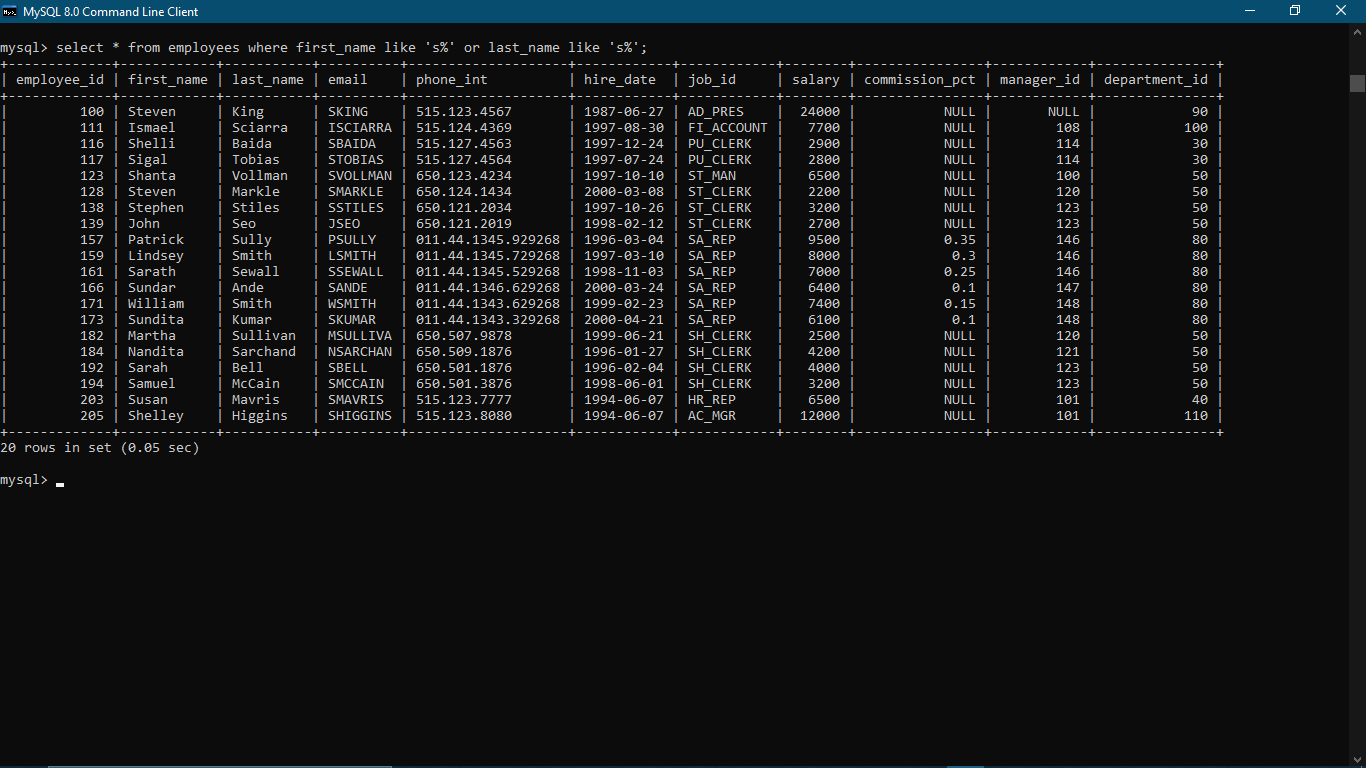 MySQL 8.0 Command Line Client
mysql> select * from employees where first_name like 's%' or last_name like 's%';
+-------------+------------+-----------+----------+--------------------+------------+------------+--------+----------------+------------+---------------+
| employee_id | first_name | last_name | email    | phone_int          | hire_date  | job_id     | salary | commission_pct | manager_id | department_id |
+-------------+------------+-----------+----------+--------------------+------------+------------+--------+----------------+------------+---------------+
|         100 | Steven     | King      | SKING    | 515.123.4567       | 1987-06-27 | AD_PRES    |  24000 |           NULL |       NULL |            90 |
|         111 | Ismael     | Sciarra   | ISCIARRA | 515.124.4369       | 1997-08-30 | FI_ACCOUNT |   7700 |           NULL |        108 |           100 |
|         116 | Shelli     | Baida     | SBAIDA   | 515.127.4563       | 1997-12-24 | PU_CLERK   |   2900 |           NULL |        114 |            30 |
|         117 | Sigal      | Tobias    | STOBIAS  | 515.127.4564       | 1997-07-24 | PU_CLERK   |   2800 |           NULL |        114 |            30 |
|         123 | Shanta     | Vollman   | SVOLLMAN | 650.123.4234       | 1997-10-10 | ST_MAN     |   6500 |           NULL |        100 |            50 |
|         128 | Steven     | Markle    | SMARKLE  | 650.124.1434       | 2000-03-08 | ST_CLERK   |   2200 |           NULL |        120 |            50 |
|         138 | Stephen    | Stiles    | SSTILES  | 650.121.2034       | 1997-10-26 | ST_CLERK   |   3200 |           NULL |        123 |            50 |
|         139 | John       | Seo       | JSEO     | 650.121.2019       | 1998-02-12 | ST_CLERK   |   2700 |           NULL |        123 |            50 |
|         157 | Patrick    | Sully     | PSULLY   | 011.44.1345.929268 | 1996-03-04 | SA_REP     |   9500 |           0.35 |        146 |            80 |
|         159 | Lindsey    | Smith     | LSMITH   | 011.44.1345.729268 | 1997-03-10 | SA_REP     |   8000 |            0.3 |        146 |            80 |
|         161 | Sarath     | Sewall    | SSEWALL  | 011.44.1345.529268 | 1998-11-03 | SA_REP     |   7000 |           0.25 |        146 |            80 |
|         166 | Sundar     | Ande      | SANDE    | 011.44.1346.629268 | 2000-03-24 | SA_REP     |   6400 |            0.1 |        147 |            80 |
|         171 | William    | Smith     | WSMITH   | 011.44.1343.629268 | 1999-02-23 | SA_REP     |   7400 |           0.15 |        148 |            80 |
|         173 | Sundita    | Kumar     | SKUMAR   | 011.44.1343.329268 | 2000-04-21 | SA_REP     |   6100 |            0.1 |        148 |            80 |
|         182 | Martha     | Sullivan  | MSULLIVA | 650.507.9878       | 1999-06-21 | SH_CLERK   |   2500 |           NULL |        120 |            50 |
|         184 | Nandita    | Sarchand  | NSARCHAN | 650.509.1876       | 1996-01-27 | SH_CLERK   |   4200 |           NULL |        121 |            50 |
|         192 | Sarah      | Bell      | SBELL    | 650.501.1876       | 1996-02-04 | SH_CLERK   |   4000 |           NULL |        123 |            50 |
|         194 | Samuel     | McCain    | SMCCAIN  | 650.501.3876       | 1998-06-01 | SH_CLERK   |   3200 |           NULL |        123 |            50 |
|         203 | Susan      | Mavris    | SMAVRIS  | 515.123.7777       | 1994-06-07 | HR_REP     |   6500 |           NULL |        101 |            40 |
|         205 | Shelley    | Higgins   | SHIGGINS | 515.123.8080       | 1994-06-07 | AC_MGR     |  12000 |           NULL |        101 |           110 |
+-------------+------------+-----------+----------+--------------------+------------+------------+--------+----------------+------------+---------------+
20 rows in set (0.05 sec)
mysql>